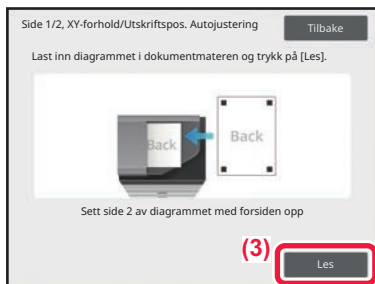 Side 1/2, XY-forhold/Utskriftspos. Autojustering
Tilbake
Last inn diagrammet i dokumentmateren og trykk på [Les].
Back
Back
Sett side 2 av diagrammet med forsiden opp
(3)
Les